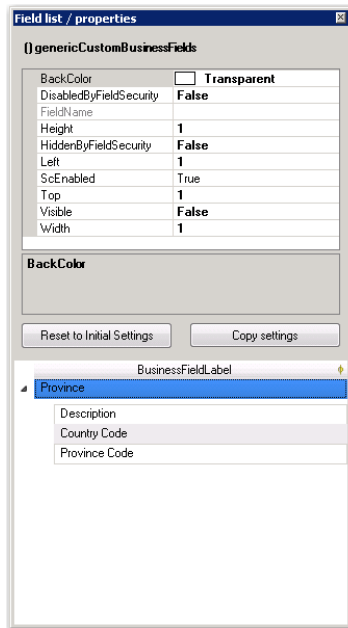 Field list / properties
() genericCustomBusinessFields
BackColor Transparent
DisabledByFieldSecurity False
FieldName
Height 1
HiddenByFieldSecurity False
Left 1
ScEnabled True
Top 1
Visible False
Width 1
BackColor
Reset to Initial Settings Copy settings
BusinessFieldLabel
Province
Description
Country Code
Province Code